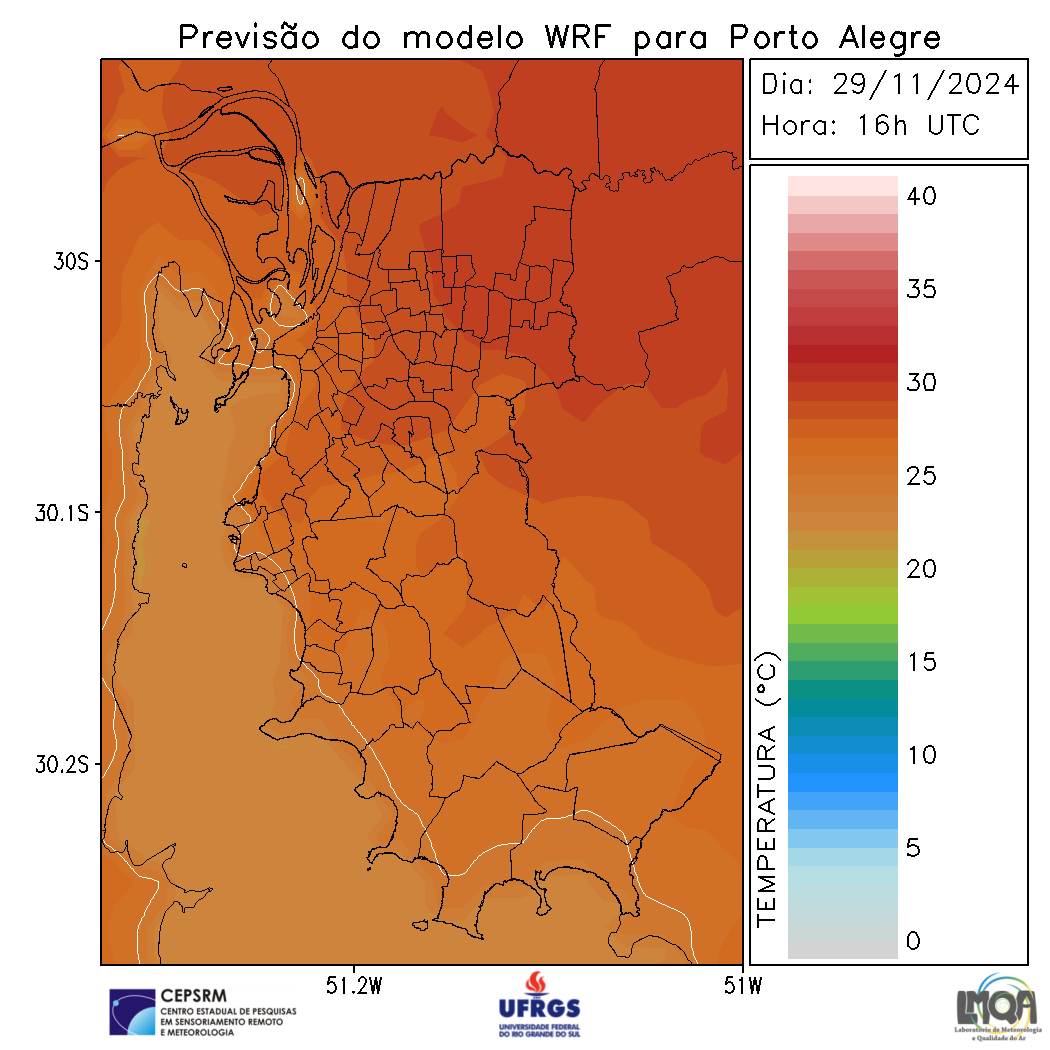 Previsão do modelo WRF para Porto Alegre
Dia: 29/11/2024
Hora: 16h UTC
40
35
30
25
20
15
10
5
0
TEMPERATURA (°C)
30S
30.1S
30.2S
51.2W
51W
CEPSRM
CENTRO ESTADUAL DE PESQUISAS
EM SENSORIAMENTO REMOTO
E METEOROLOGIA
UFRGS
UNIVERSIDADE FEDERAL
DO RIO GRANDE DO SUL
LMQA
Laboratório de Meteorologia
e Qualidade do Ar